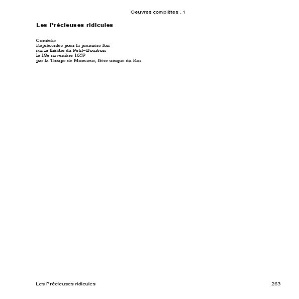 Oeuvres complètes . 1
Les Précieuses ridicules
Comédie
Représentée pour la première fois
sur le théâtre du Petit-Bourbon
le 18e novembre 1659
par la Troupe de Monsieur, frère unique du Roi
Les Précieuses ridicules
263